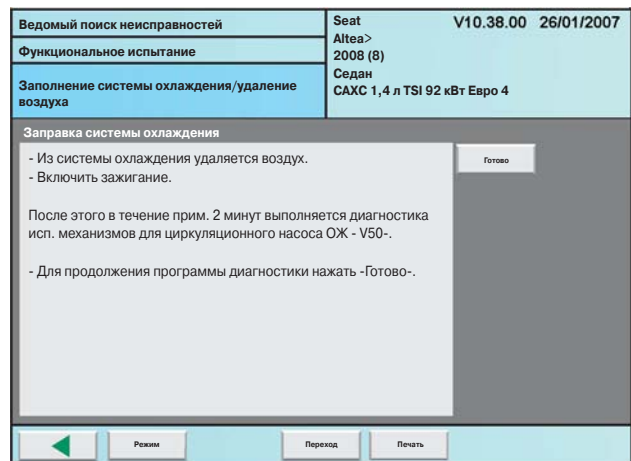 Ведомый поиск неисправностей
Функциональное испытание
Заполнение системы охлаждения/удаление
воздуха
Seat
V10.38.00 26/01/2007
Altea>
2008 (8)
Седан
CAXC 1,4 л TSI 92 кВт Евро 4
Заправка системы охлаждения
- Из системы охлаждения удаляется воздух.
- Включить зажигание.
После этого в течение прим. 2 минут выполняется диагностика
исп. механизмов для циркуляционного насоса ОЖ - V50-.
- Для продолжения программы диагностики нажать -Готово-.
Готово
Режим
Переход
Печать